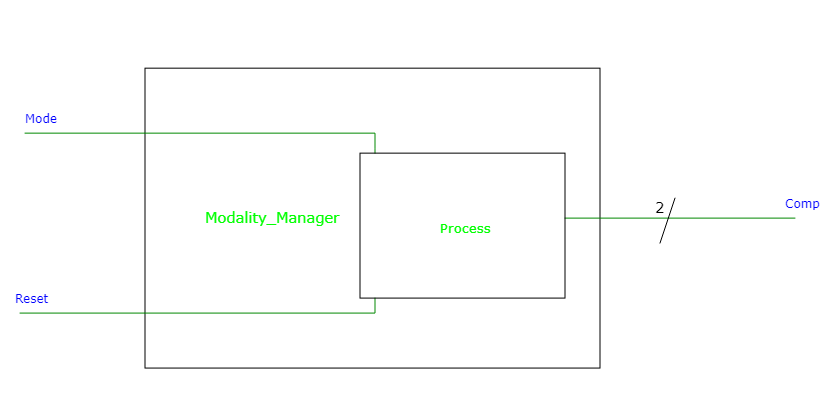 Mode
Modality_Manager
Process
2
Comp
Reset